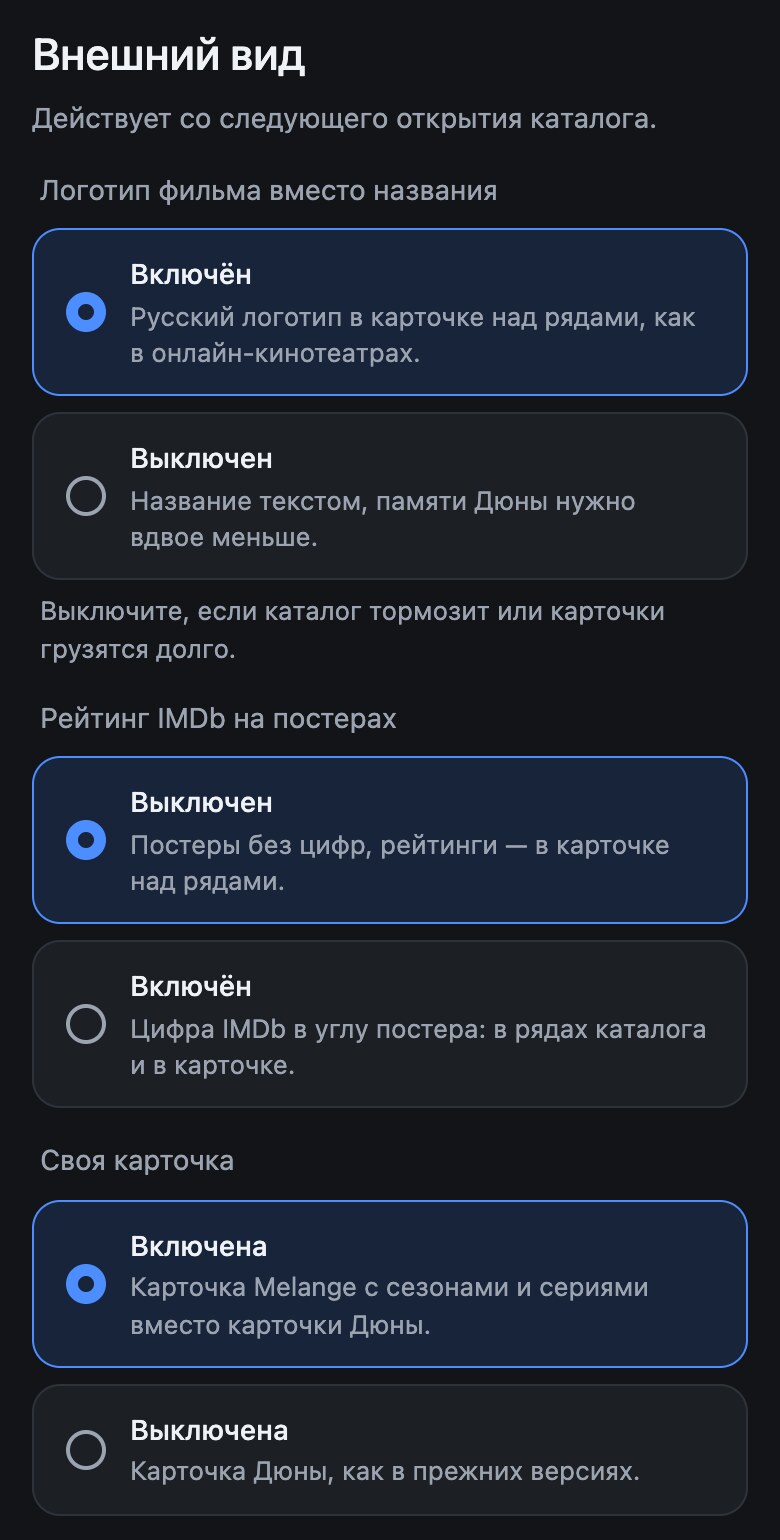 Внешний вид
Действует со следующего открытия каталога.
Логотип фильма вместо названия
Включён
Русский логотип в карточке над рядами, как
в онлайн-кинотеатрах.
Выключен
Название текстом, памяти Дюны нужно
вдвое меньше.
Выключите, если каталог тормозит или карточки
грузятся долго.
Рейтинг IMDb на постерах
Выключен
Постеры без цифр, рейтинги — в карточке
над рядами.
Включён
Цифра IMDb в углу постера: в рядах каталога
и в карточке.
Своя карточка
Включена
Карточка Melange с сезонами и сериями
вместо карточки Дюны.
Выключена
Карточка Дюны, как в прежних версиях.